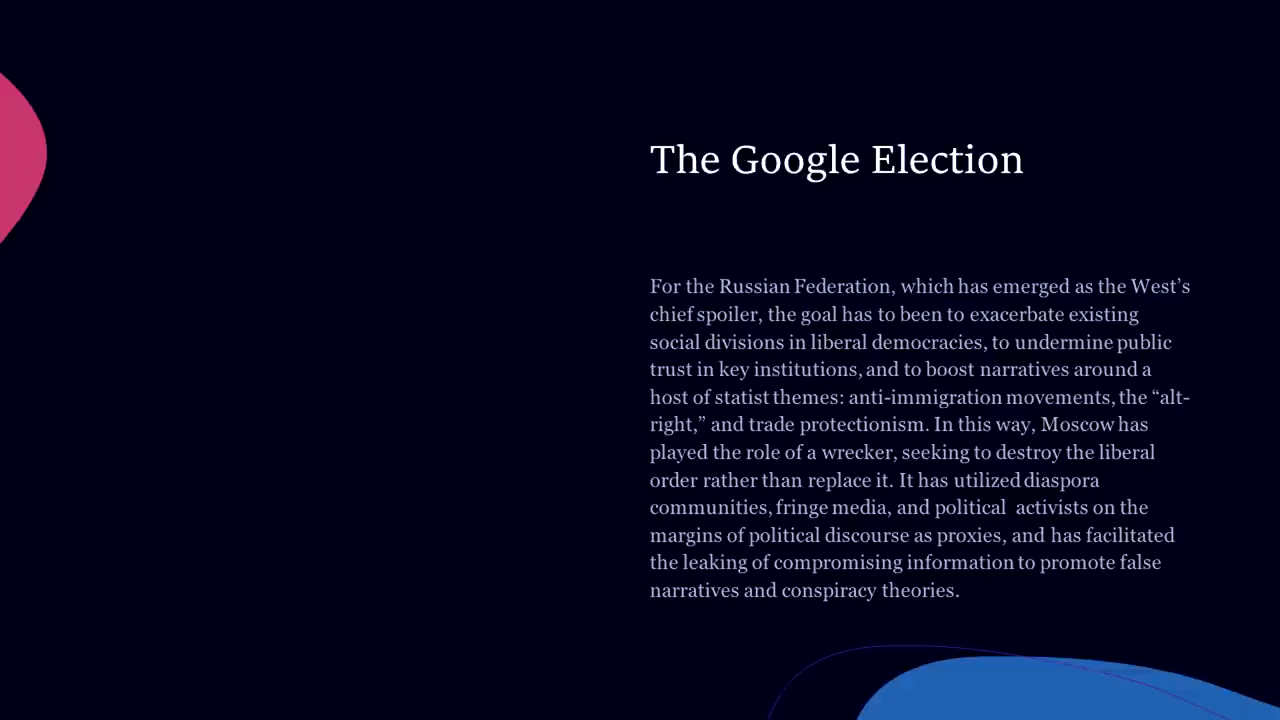 The Google Election
For the Russian Federation, which has emerged as the West’s
chief spoiler, the goal has to been to exacerbate existing
social divisions in liberal democracies, to undermine public
trust in key institutions, and to boost narratives around a
host of statist themes: anti-immigration movements, the “alt-
right,” and trade protectionism. In this way, Moscow has
played the role of a wrecker, seeking to destroy the liberal
order rather than replace it. It has utilized diaspora
communities, fringe media, and political  activists on the
margins of political discourse as proxies, and has facilitated
the leaking of compromising information to promote false
narratives and conspiracy theories.